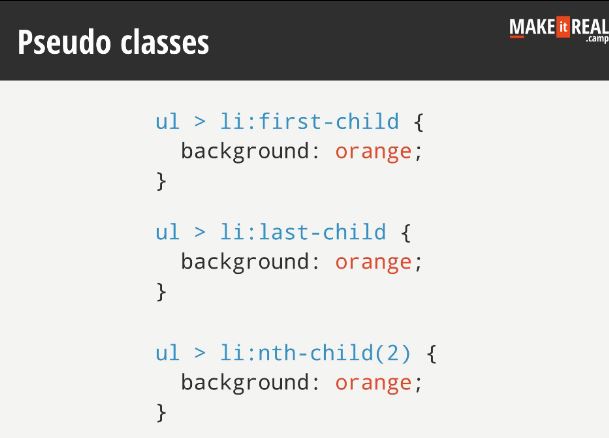 Pseudo classes
MAKE it REAL
.camp
ul > li:first-child {
  background: orange;
}
ul > li:last-child {
  background: orange;
}
ul > li:nth-child(2) {
  background: orange;
}